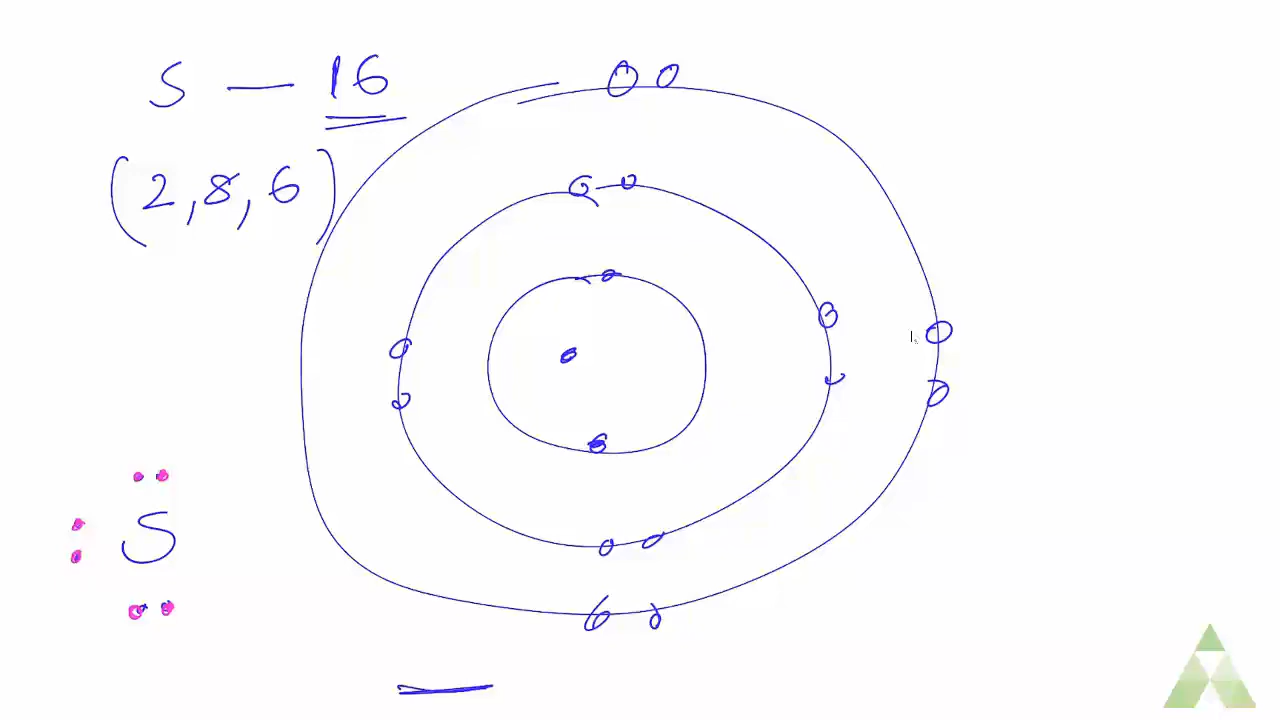 S — 16
(2,8,6)
S